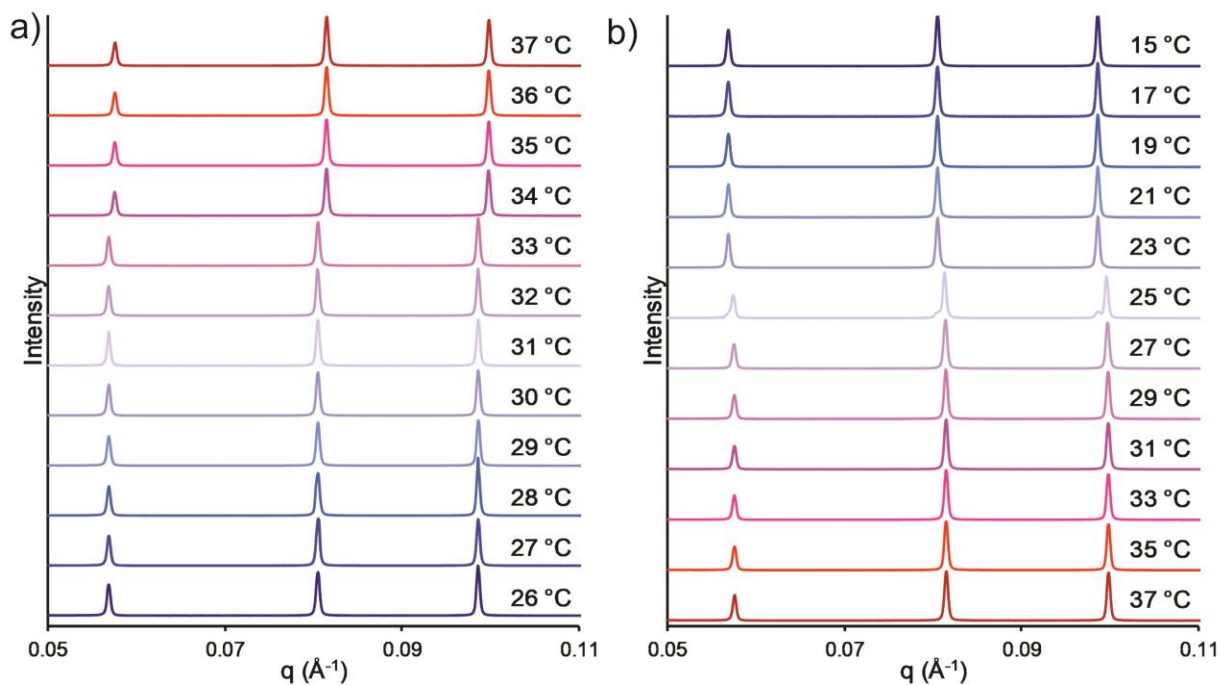 a)
37 °C
36 °C
35 °C
34 °C
33 °C
32 °C
31 °C
30 °C
29 °C
28 °C
27 °C
26 °C
Intensity
0.05 0.07 0.09 0.11
q (Å⁻¹)
b)
15 °C
17 °C
19 °C
21 °C
23 °C
25 °C
27 °C
29 °C
31 °C
33 °C
35 °C
37 °C
Intensity
0.05 0.07 0.09 0.11
q (Å⁻¹)